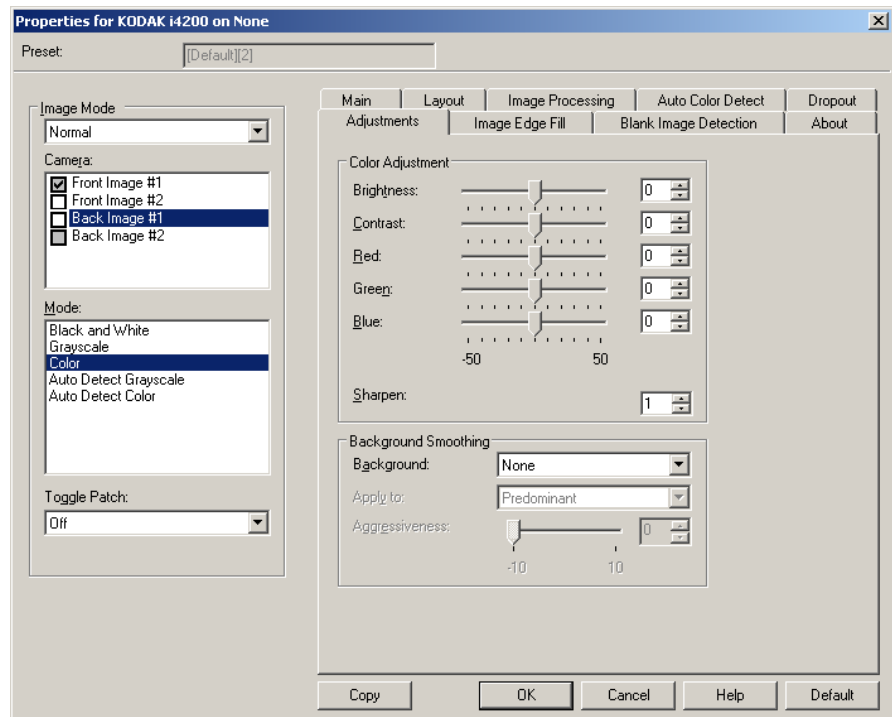 Properties for KODAK i4200 on None
Preset: [Default][2]
Image Mode
Normal
Camera:
Front Image #1
Front Image #2
Back Image #1
Back Image #2
Mode:
Black and White
Grayscale
Color
Auto Detect Grayscale
Auto Detect Color
Toggle Patch:
Off
Main Layout Image Processing Auto Color Detect Dropout
Adjustments Image Edge Fill Blank Image Detection About
Color Adjustment
Brightness: 0
Contrast: 0
Red: 0
Green: 0
Blue: 0
-50 50
Sharpen: 1
Background Smoothing
Background: None
Apply to: Predominant
Aggressiveness: 0
-10 10
Copy OK Cancel Help Default